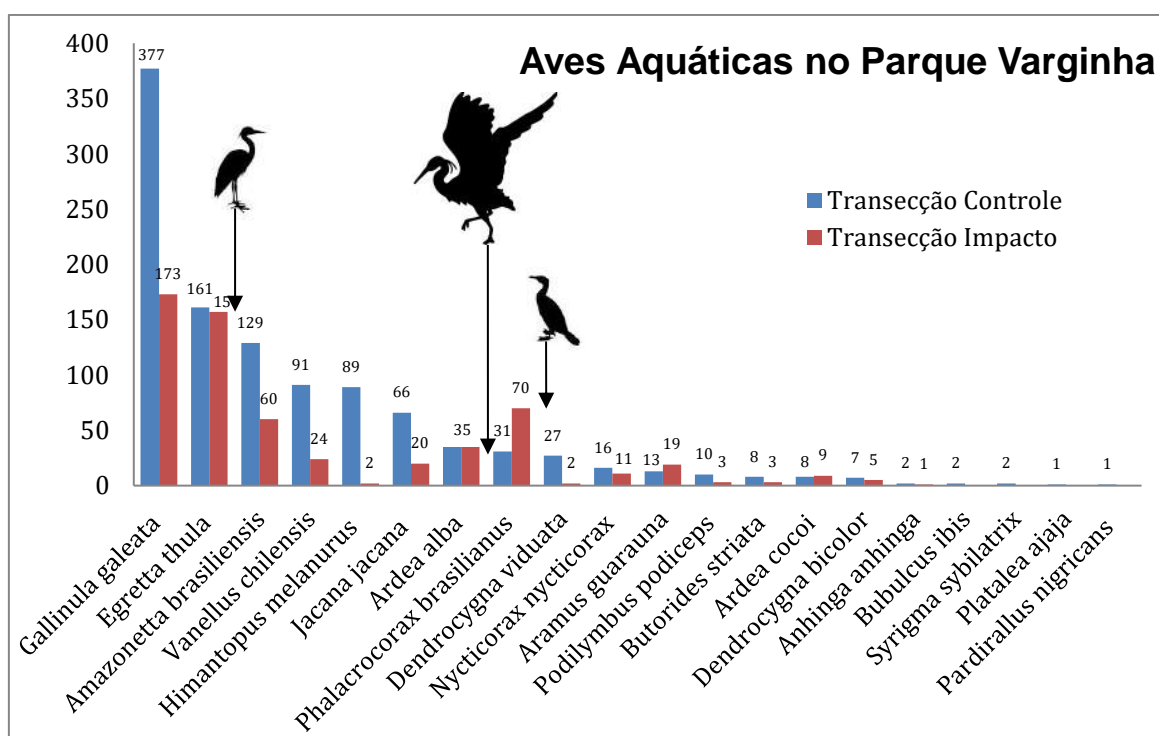 Aves Aquáticas no Parque Varginha
400
350
300
250
200
150
100
50
0
377
173
161
15
129
60
91
24
89
2
66
20
35
31
70
27
2
16
11
13
19
10
3
8
3
8
9
7
5
2
1
2
2
1
1
Transecção Controle
Transecção Impacto
Gallinula galeata
Egretta thula
Amazonetta brasiliensis
Vanellus chilensis
Himantopus melanurus
Jacana jacana
Ardea alba
Phalacrocorax brasilianus
Dendrocygna viduata
Nycticorax nycticorax
Aramus guarauna
Podilymbus podiceps
Butorides striata
Ardea cocoi
Dendrocygna bicolor
Anhinga anhinga
Bubulcus ibis
Syrigma sybilatrix
Platalea ajaja
Pardirallus nigricans